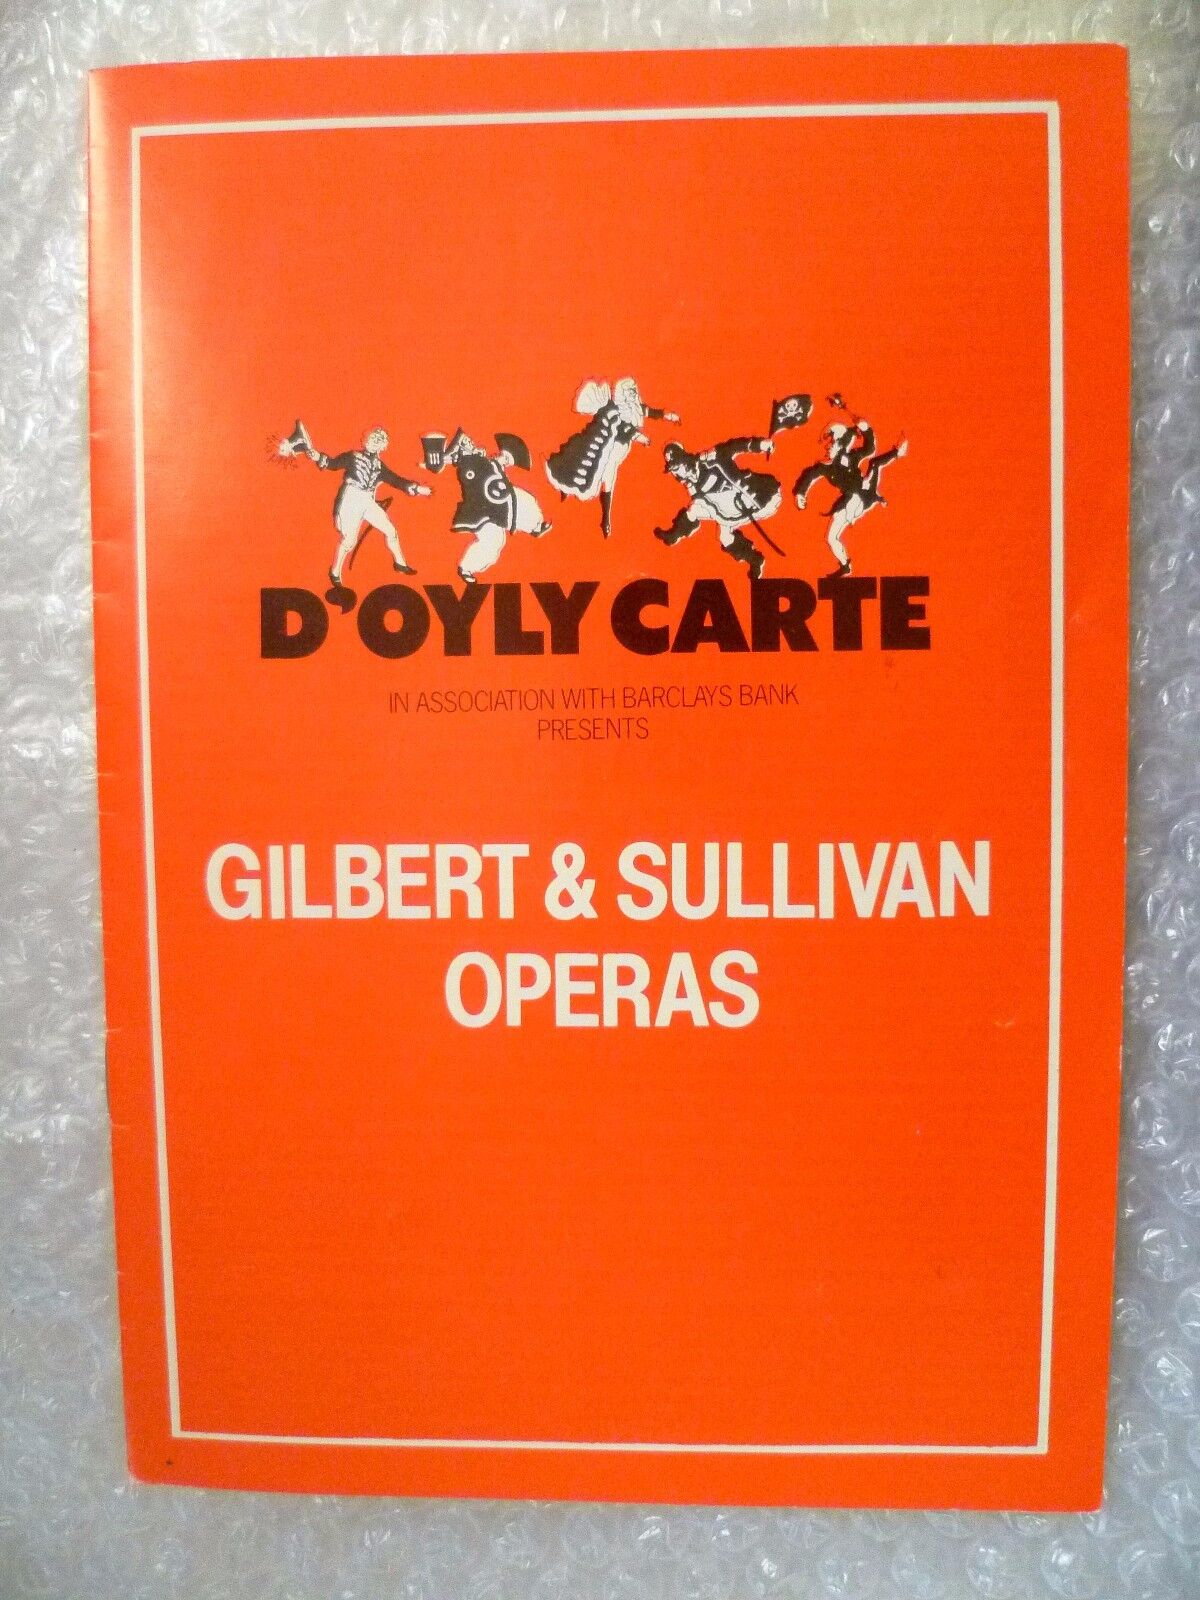 D'OYLY CARTE
IN ASSOCIATION WITH BARCLAYS BANK
PRESENTS
GILBERT & SULLIVAN
OPERAS